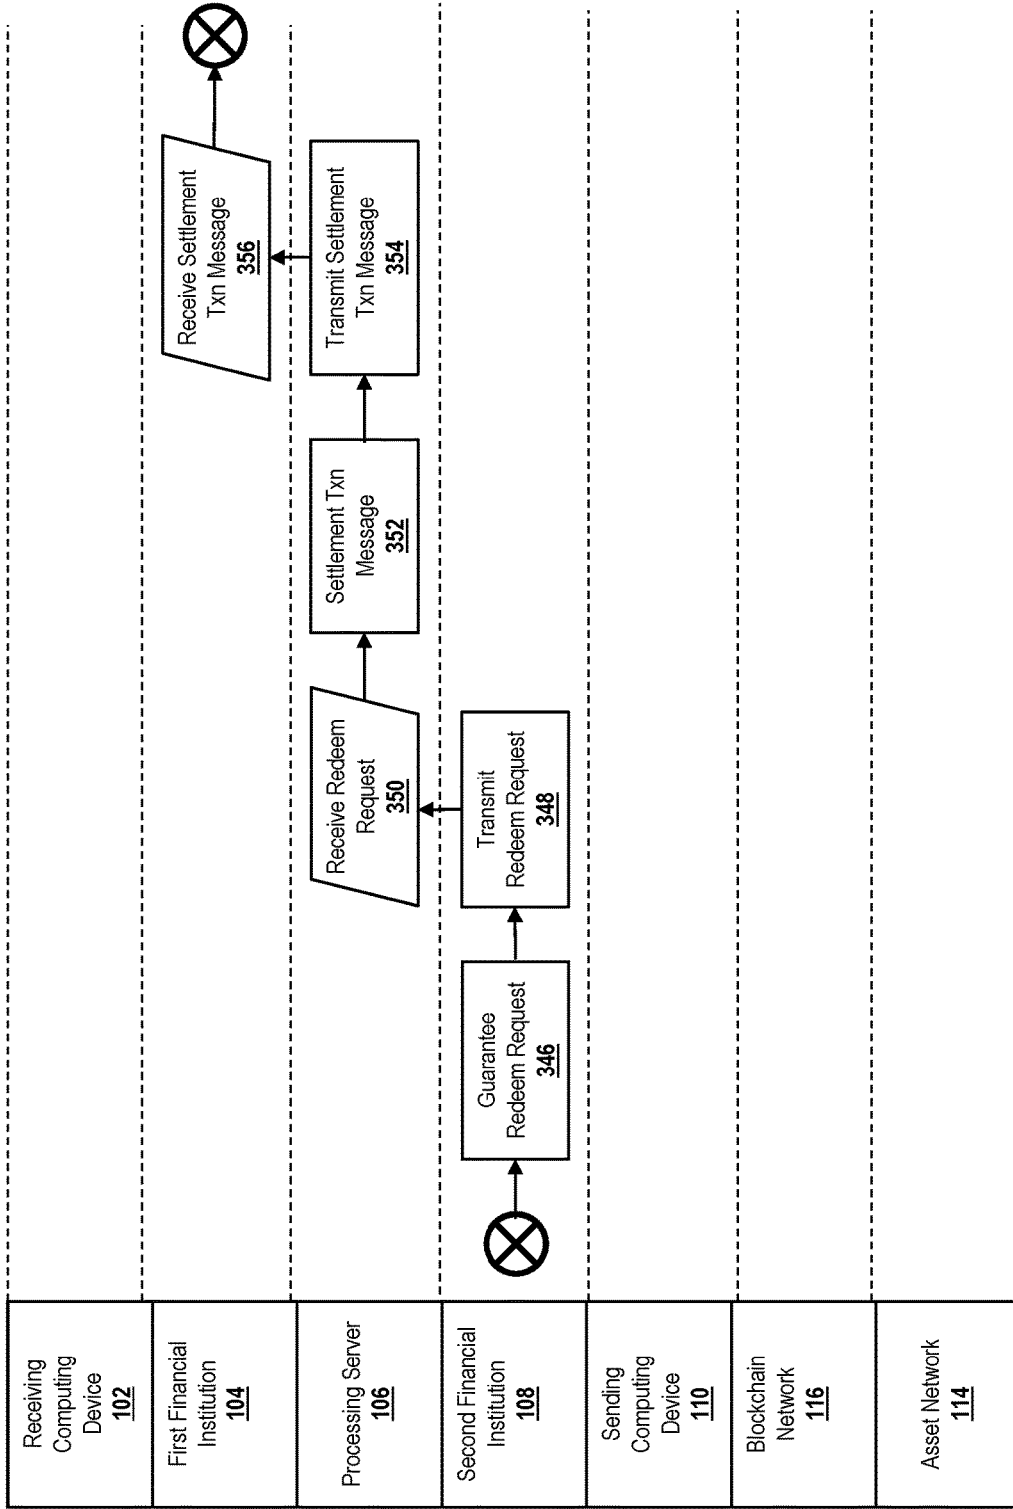 Receiving
Computing
Device
102
First Financial
Institution
104
Processing Server
106
Second Financial
Institution
108
Sending
Computing
Device
110
Blockchain
Network
116
Asset Network
114
Guarantee
Redeem Request
346
Transmit
Redeem Request
348
Receive Redeem
Request
350
Settlement Txn
Message
352
Transmit Settlement
Txn Message
354
Receive Settlement
Txn Message
356